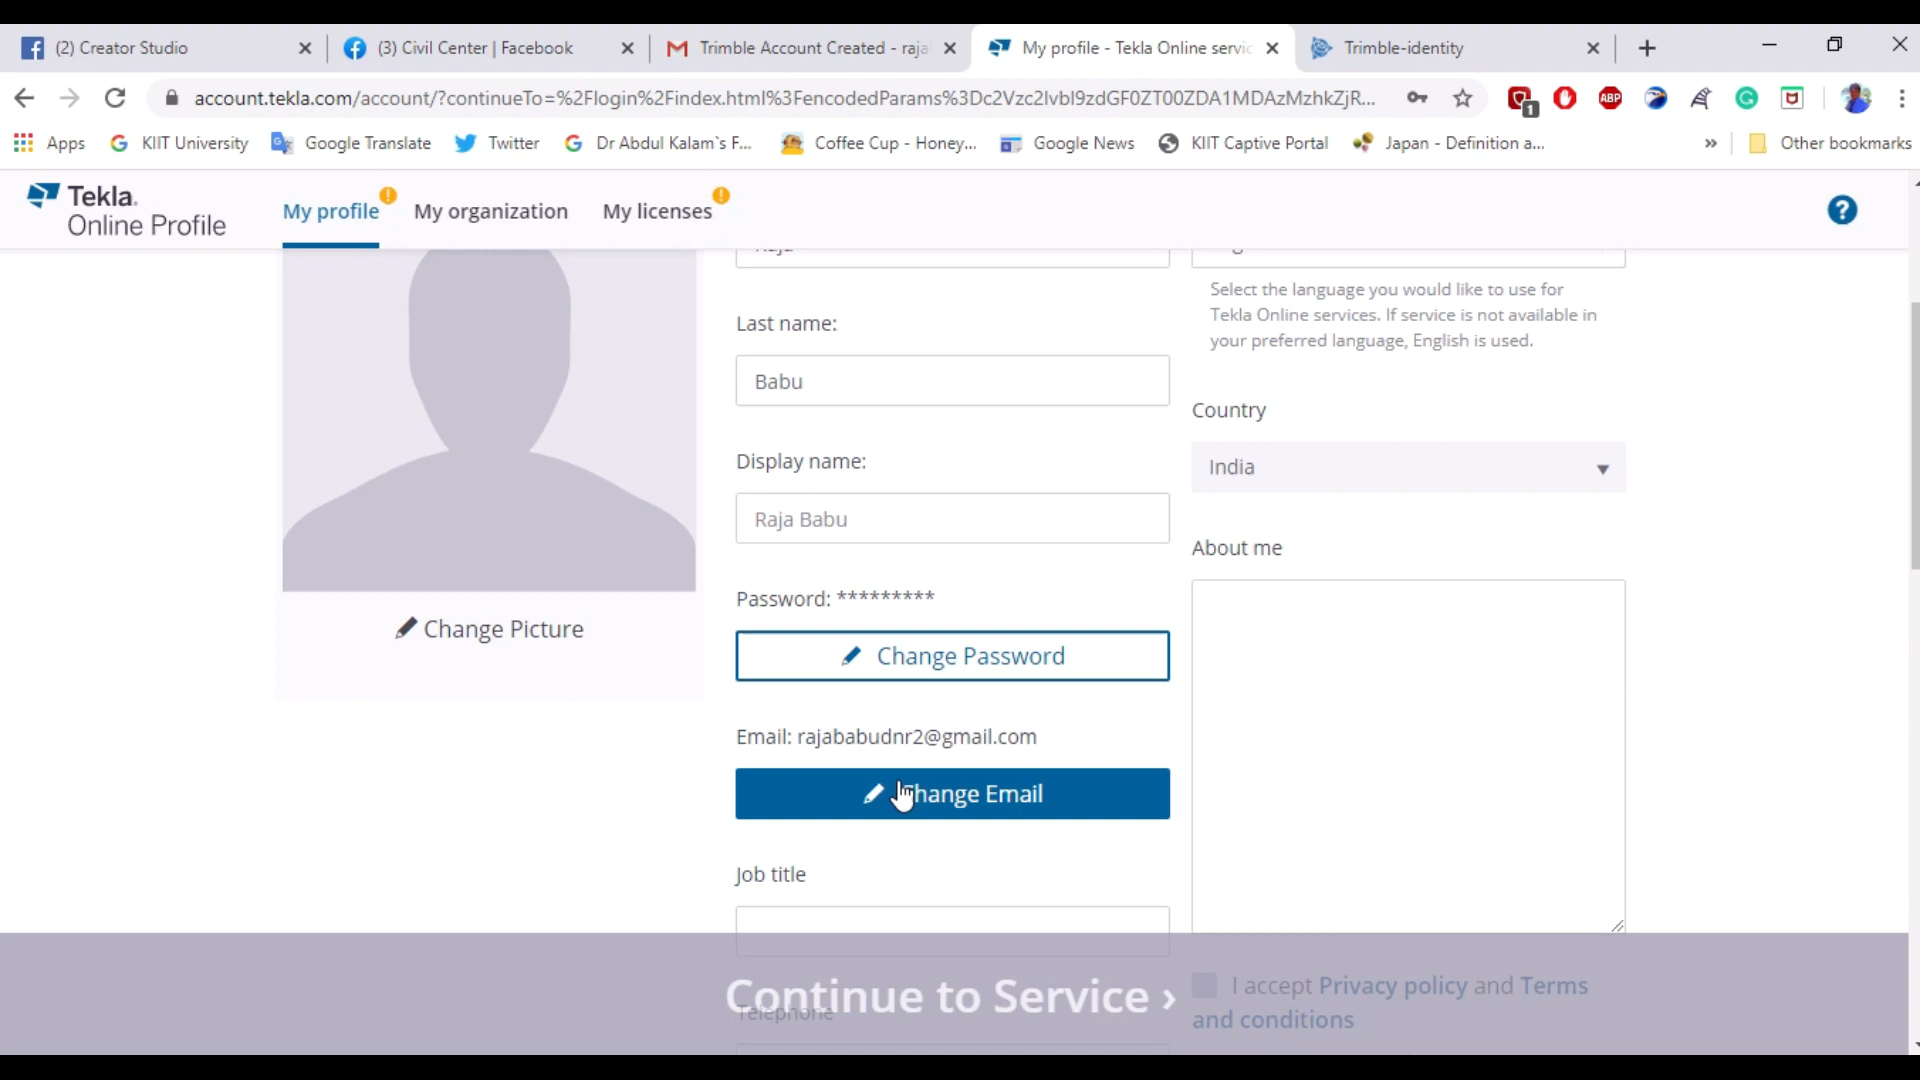 (2) Creator Studio
(3) Civil Center | Facebook
Trimble Account Created - raja
My profile - Tekla Online servic
Trimble-identity
account.tekla.com/account/?continueTo=%2Flogin%2Findex.html%3FencodedParams%3Dc2Vzc2lvbl9zdGF0ZT00ZDA1MDAzMzhkZjR...
1
ABP
Apps
KIIT University
Google Translate
Twitter
Dr Abdul Kalam`s F...
Coffee Cup - Honey...
Google News
KIIT Captive Portal
Japan - Definition a...
»
Other bookmarks
Tekla.
Online Profile
My profile
My organization
My licenses
?
Select the language you would like to use for
Tekla Online services. If service is not available in
your preferred language, English is used.
Last name:
Babu
Country
India
Display name:
Raja Babu
About me
Password: *********
Change Picture
Change Password
Email: rajababudnr2@gmail.com
Change Email
Job title
Continue to Service ›
Telephone
I accept Privacy policy and Terms
and conditions